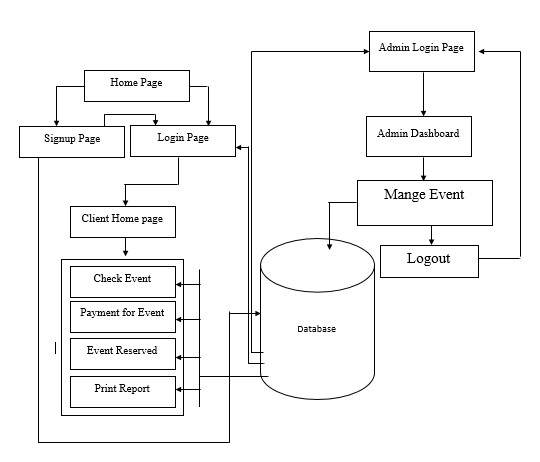 Admin Login Page
Home Page
Signup Page
Login Page
Admin Dashboard
Mange Event
Client Home page
Logout
Check Event
Payment for Event
Event Reserved
Print Report
Database